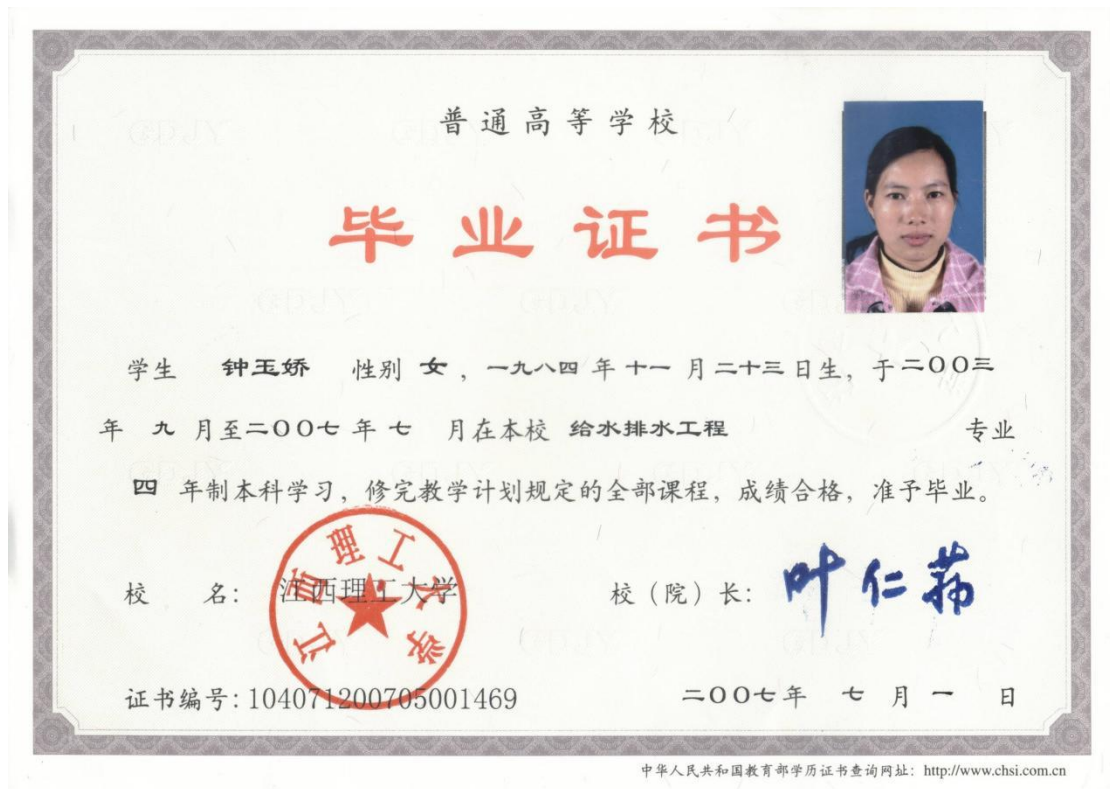 普通高等学校
毕业证书
学生 钟玉娇 性别 女，一九八四 年 十一 月 二十三 日生，于二〇〇三
年 九 月至二〇〇七 年 七 月在本校 给水排水工程 专业
四 年制本科学习，修完教学计划规定的全部课程，成绩合格，准予毕业。
江西理工大学
校 名：江西理工大学 校（院）长：叶仁荪
证书编号：104071200705001469 二〇〇七年 七 月 一 日
中华人民共和国教育部学历证书查询网址：http://www.chsi.com.cn